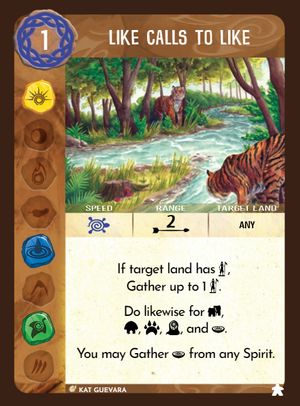 1
LIKE CALLS TO LIKE
SPEED
RANGE
TARGET LAND
2
ANY
If target land has ,
Gather up to 1 .
Do likewise for ,
, , , and .
You may Gather from any Spirit.
KAT GUEVARA